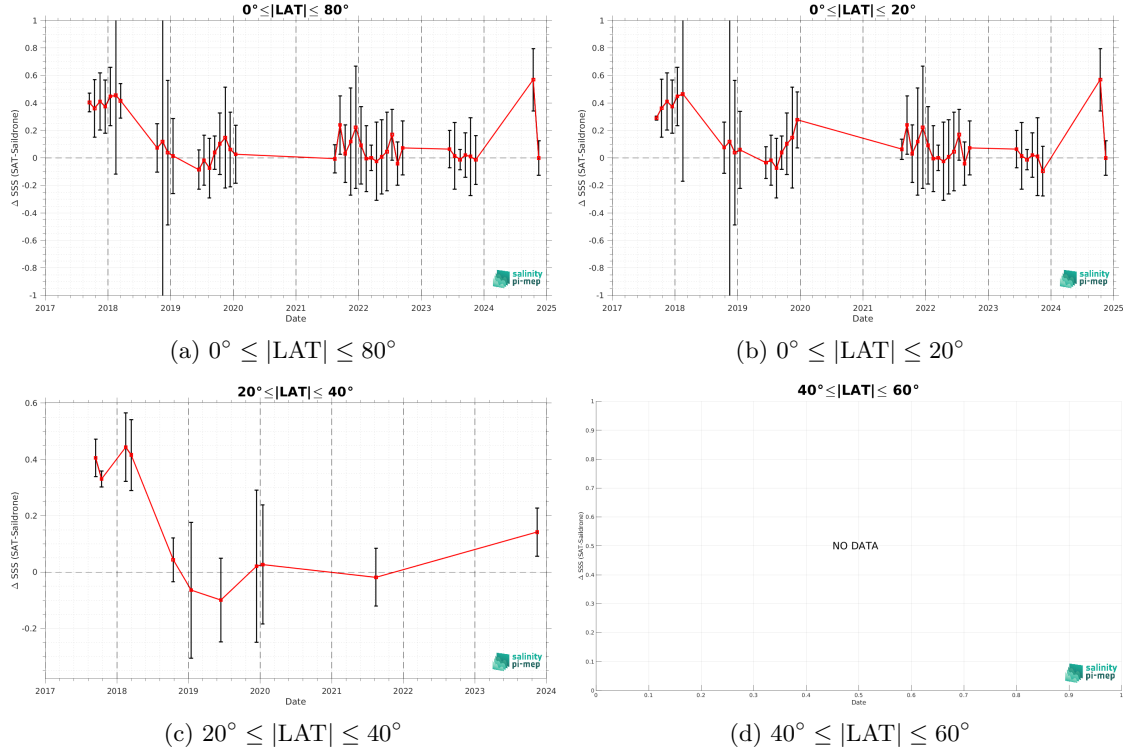 0°≤|LAT|≤ 80°
1
0.8
0.6
0.4
0.2
0
-0.2
-0.4
-0.6
-0.8
-1
Δ SSS (SAT-Saildrone)
2017 2018 2019 2020 2021 2022 2023 2024 2025
Date
salinity
pi-mep
(a) 0° ≤ |LAT| ≤ 80°
0°≤|LAT|≤ 20°
1
0.8
0.6
0.4
0.2
0
-0.2
-0.4
-0.6
-0.8
-1
Δ SSS (SAT-Saildrone)
2017 2018 2019 2020 2021 2022 2023 2024 2025
Date
salinity
pi-mep
(b) 0° ≤ |LAT| ≤ 20°
20°≤|LAT|≤ 40°
0.6
0.4
0.2
0
-0.2
Δ SSS (SAT-Saildrone)
2017 2018 2019 2020 2021 2022 2023 2024
Date
salinity
pi-mep
(c) 20° ≤ |LAT| ≤ 40°
40°≤|LAT|≤ 60°
1
0.9
0.8
0.7
0.6
0.5
0.4
0.3
0.2
0.1
0
Δ SSS (SAT-Saildrone)
NO DATA
0 0.1 0.2 0.3 0.4 0.5 0.6 0.7 0.8 0.9 1
Date
salinity
pi-mep
(d) 40° ≤ |LAT| ≤ 60°